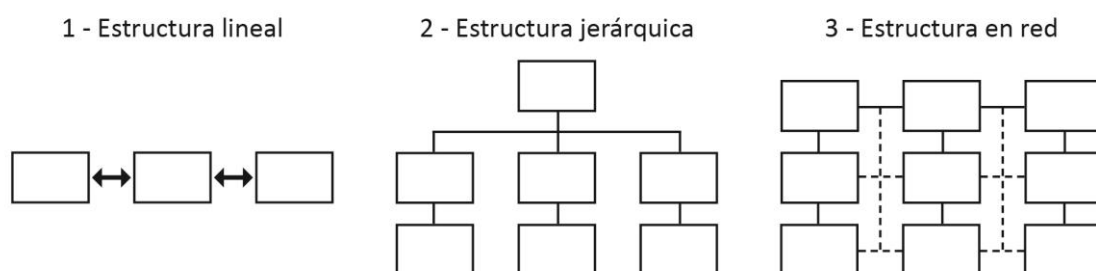 1 - Estructura lineal
2 - Estructura jerárquica
3 - Estructura en red